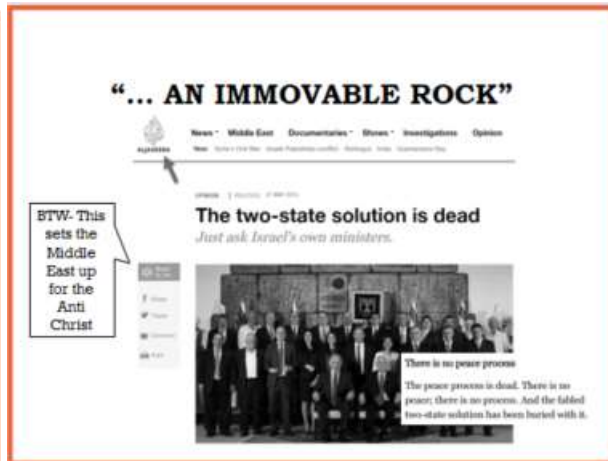 “... AN IMMOVABLE ROCK”
ALJAZEERA
News Middle East Documentaries Shows Investigations Opinion
OPINION
The two-state solution is dead
Just ask Israel's own ministers.
BTW- This
sets the
Middle
East up
for the
Anti
Christ
There is no peace process
The peace process is dead. There is no
peace; there is no process. And the fabled
two-state solution has been buried with it.